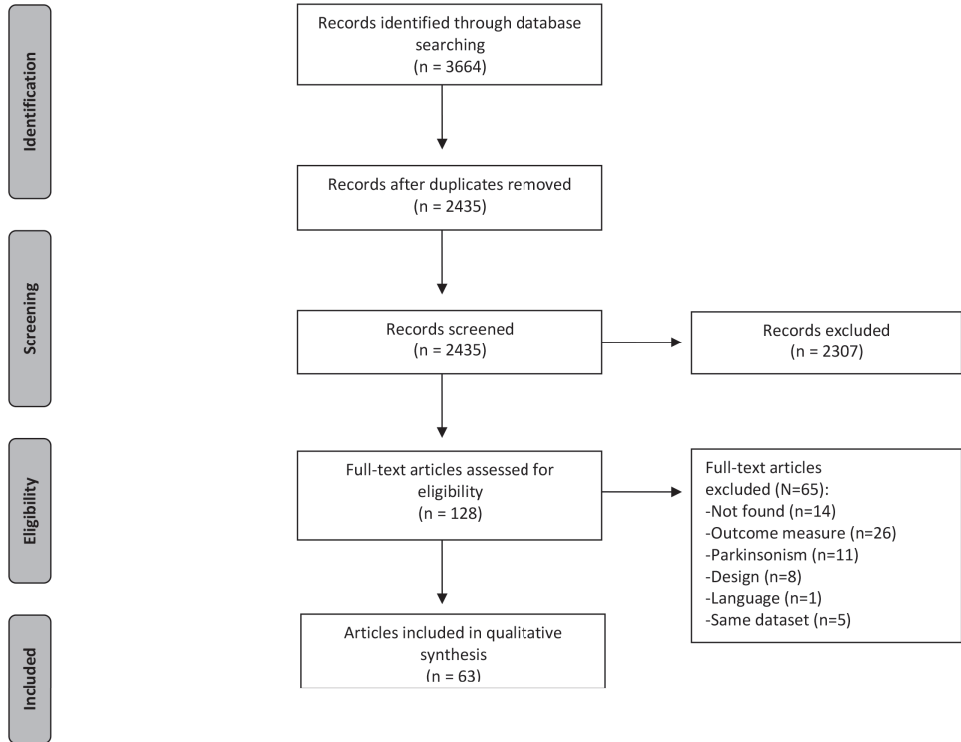 Identification
Records identified through database
searching
(n = 3664)
Records after duplicates removed
(n = 2435)
Screening
Records screened
(n = 2435)
Records excluded
(n = 2307)
Eligibility
Full-text articles assessed for
eligibility
(n = 128)
Full-text articles
excluded (N=65):
-Not found (n=14)
-Outcome measure (n=26)
-Parkinsonism (n=11)
-Design (n=8)
-Language (n=1)
-Same dataset (n=5)
Included
Articles included in qualitative
synthesis
(n = 63)